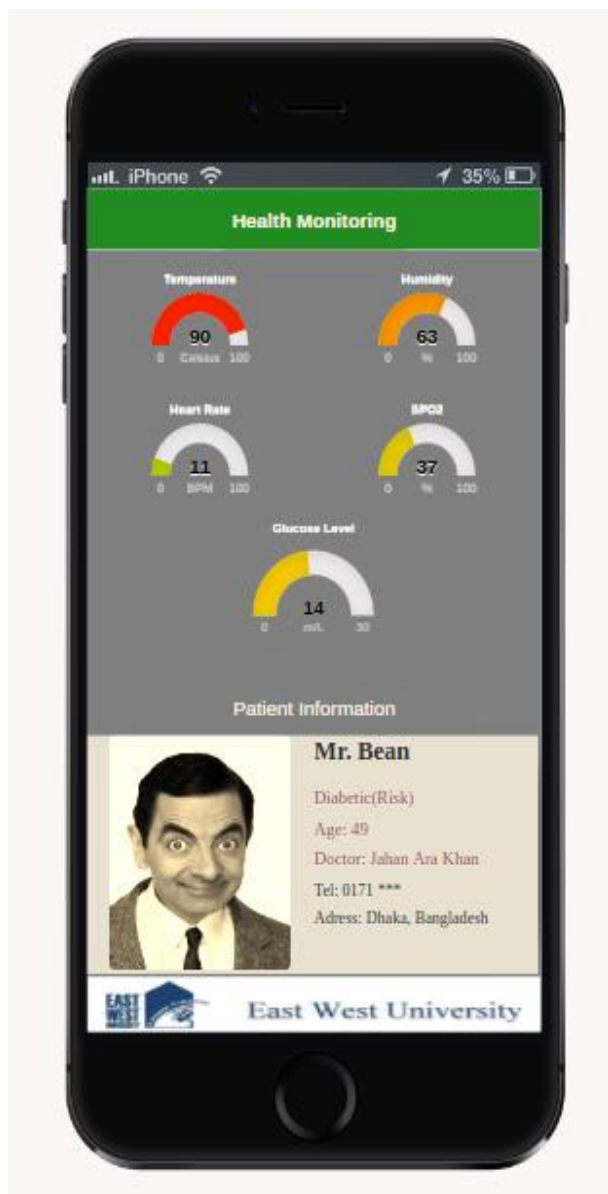 iPhone 35%
Health Monitoring
Temperature
90
0 Celsius 100
Humidity
63
0 % 100
Heart Rate
11
0 BPM 100
SPO2
37
0 % 100
Glucose Level
14
0 m/L 30
Patient Information
Mr. Bean
Diabetic(Risk)
Age: 49
Doctor: Jahan Ara Khan
Tel: 0171 ***
Adress: Dhaka, Bangladesh
EAST
WEST
East West University